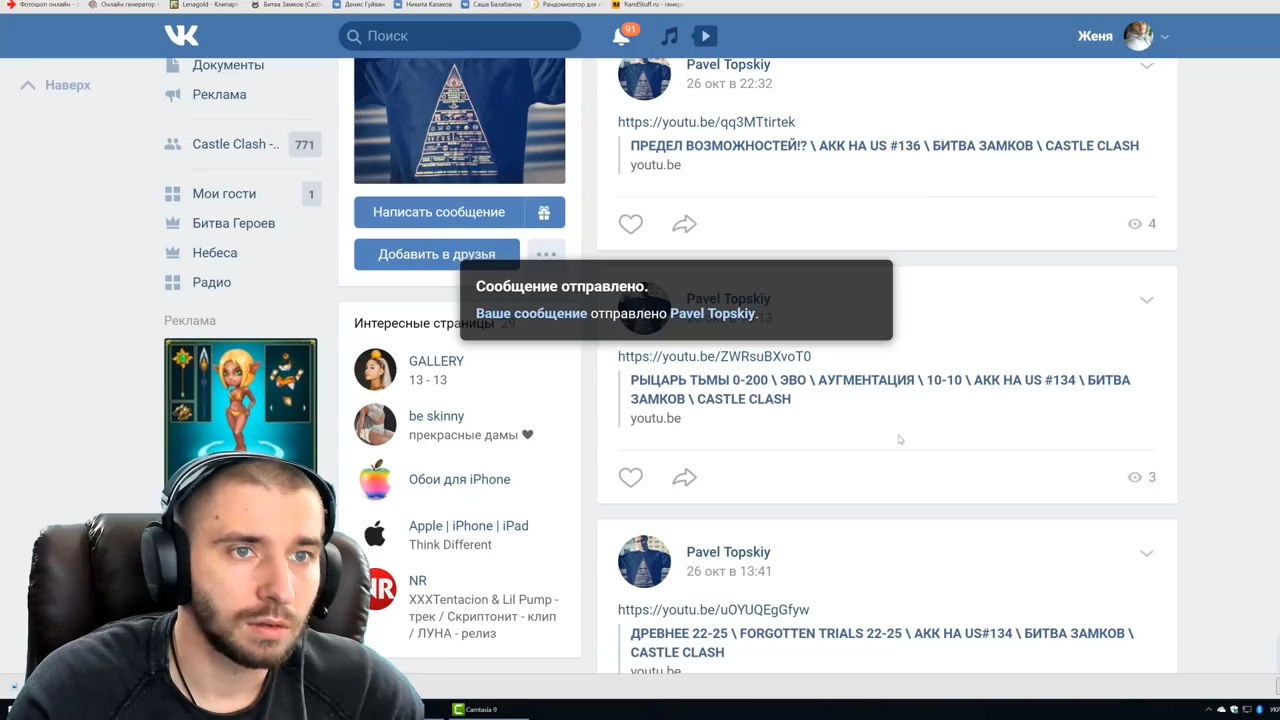 Фотошоп онлайн - с
Онлайн генератор
Lenagold - Клипарт
Битва Замков (Castl
Денис Гуйван
Никита Казаков
Саша Балабанов
Рандомизатор для
RandStuff.ru - генер
Поиск
91
Женя
Наверх
Документы
Реклама
Castle Clash -..
771
Мои гости
1
Битва Героев
Небеса
Радио
Реклама
Написать сообщение
Добавить в друзья
Интересные страницы 29
GALLERY
13 - 13
be skinny
прекрасные дамы
Обои для iPhone
Apple | iPhone | iPad
Think Different
NR
NR
XXXTentacion & Lil Pump -
трек / Скриптонит - клип
/ ЛУНА - релиз
Pavel Topskiy
26 окт в 22:32
https://youtu.be/qq3MTtirtek
ПРЕДЕЛ ВОЗМОЖНОСТЕЙ!? \ АКК НА US #136 \ БИТВА ЗАМКОВ \ CASTLE CLASH
youtu.be
4
Сообщение отправлено.
Ваше сообщение отправлено Pavel Topskiy.
Pavel Topskiy
https://youtu.be/ZWRsuBXvoT0
РЫЦАРЬ ТЬМЫ 0-200 \ ЭВО \ АУГМЕНТАЦИЯ \ 10-10 \ АКК НА US #134 \ БИТВА
ЗАМКОВ \ CASTLE CLASH
youtu.be
3
Pavel Topskiy
26 окт в 13:41
https://youtu.be/uOYUQEgGfyw
ДРЕВНЕЕ 22-25 \ FORGOTTEN TRIALS 22-25 \ АКК НА US#134 \ БИТВА ЗАМКОВ \
CASTLE CLASH
youtu.be
Camtasia 9
УКР